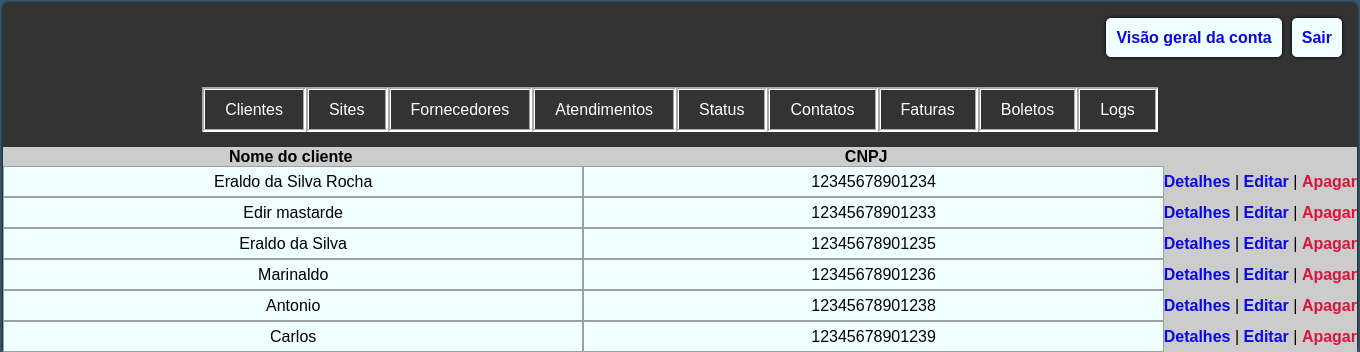 Visão geral da conta Sair
Clientes Sites Fornecedores Atendimentos Status Contatos Faturas Boletos Logs
Nome do cliente CNPJ
Eraldo da Silva Rocha 12345678901234 Detalhes | Editar | Apagar
Edir mastarde 12345678901233 Detalhes | Editar | Apagar
Eraldo da Silva 12345678901235 Detalhes | Editar | Apagar
Marinaldo 12345678901236 Detalhes | Editar | Apagar
Antonio 12345678901238 Detalhes | Editar | Apagar
Carlos 12345678901239 Detalhes | Editar | Apagar